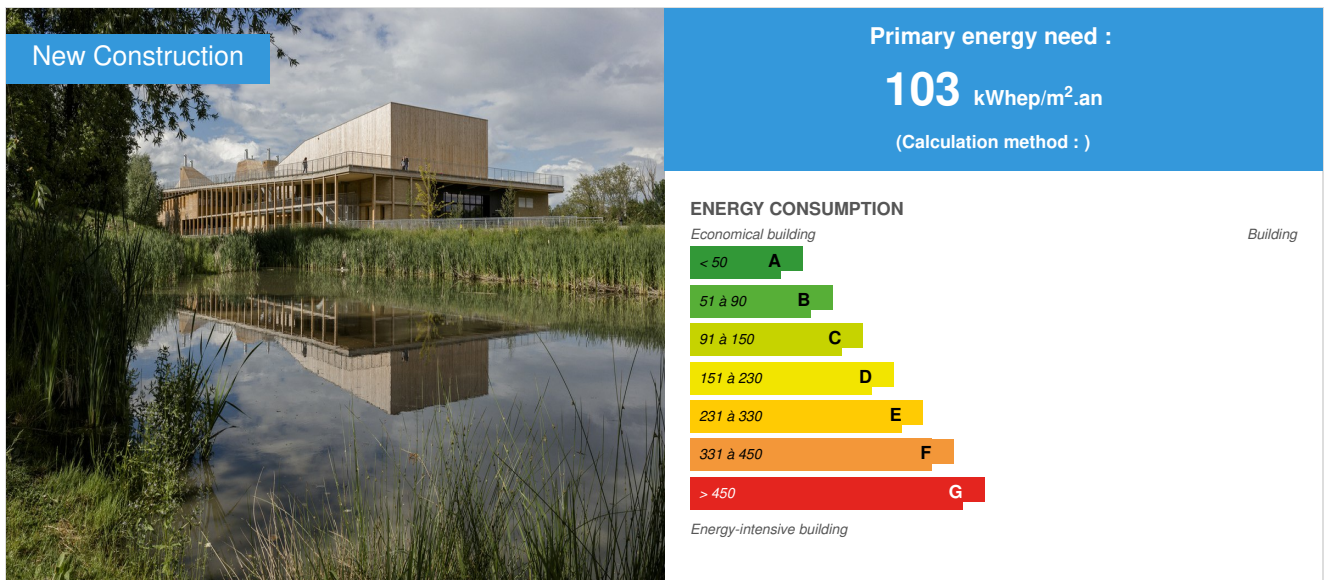 New Construction
Primary energy need :
103 kWhep/m².an
(Calculation method : )
ENERGY CONSUMPTION
Economical building
Building
< 50 A
51 à 90 B
91 à 150 C
151 à 230 D
231 à 330 E
331 à 450 F
> 450 G
Energy-intensive building